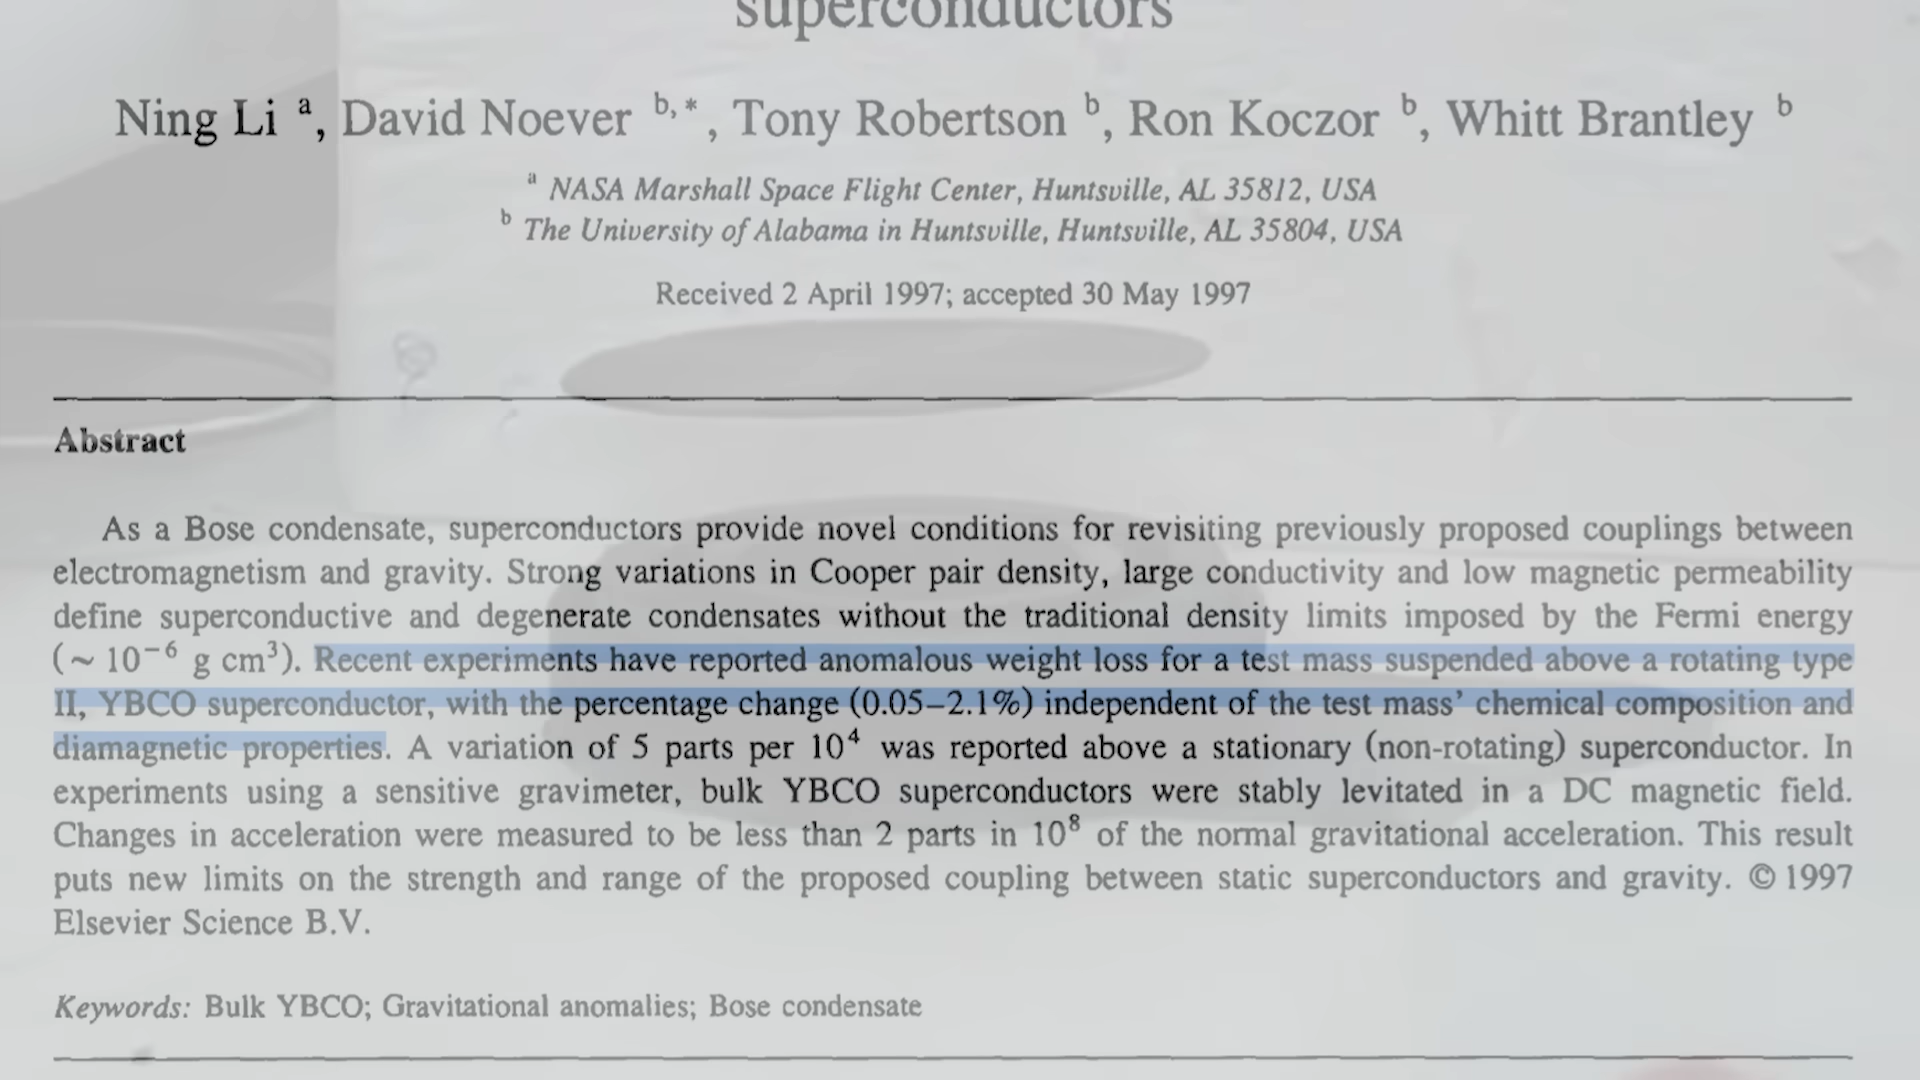 superconductors
Ning Li a, David Noever b,*, Tony Robertson b, Ron Koczor b, Whitt Brantley b
a NASA Marshall Space Flight Center, Huntsville, AL 35812, USA
b The University of Alabama in Huntsville, Huntsville, AL 35804, USA
Received 2 April 1997; accepted 30 May 1997
Abstract
As a Bose condensate, superconductors provide novel conditions for revisiting previously proposed couplings between
electromagnetism and gravity. Strong variations in Cooper pair density, large conductivity and low magnetic permeability
define superconductive and degenerate condensates without the traditional density limits imposed by the Fermi energy
(~ 10⁻⁶ g cm³). Recent experiments have reported anomalous weight loss for a test mass suspended above a rotating type
II, YBCO superconductor, with the percentage change (0.05–2.1%) independent of the test mass’ chemical composition and
diamagnetic properties. A variation of 5 parts per 10⁴ was reported above a stationary (non-rotating) superconductor. In
experiments using a sensitive gravimeter, bulk YBCO superconductors were stably levitated in a DC magnetic field.
Changes in acceleration were measured to be less than 2 parts in 10⁸ of the normal gravitational acceleration. This result
puts new limits on the strength and range of the proposed coupling between static superconductors and gravity. © 1997
Elsevier Science B.V.
Keywords: Bulk YBCO; Gravitational anomalies; Bose condensate